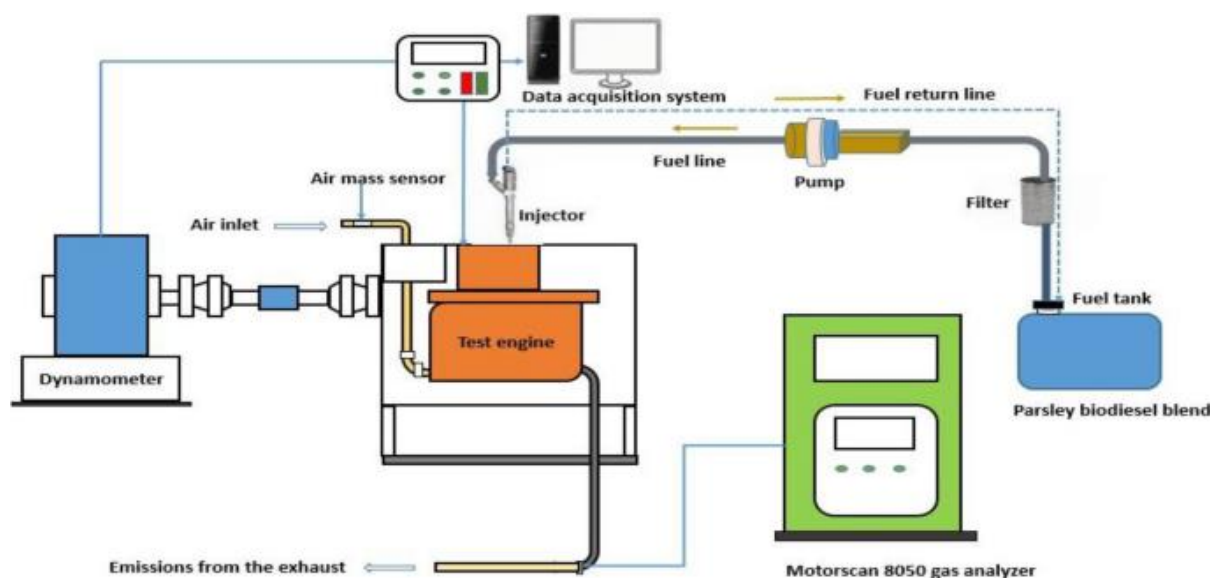 Data acquisition system
Fuel return line
Fuel line
Pump
Air mass sensor
Filter
Air inlet
Injector
Fuel tank
Test engine
Dynamometer
Parsley biodiesel blend
Emissions from the exhaust
Motorscan 8050 gas analyzer